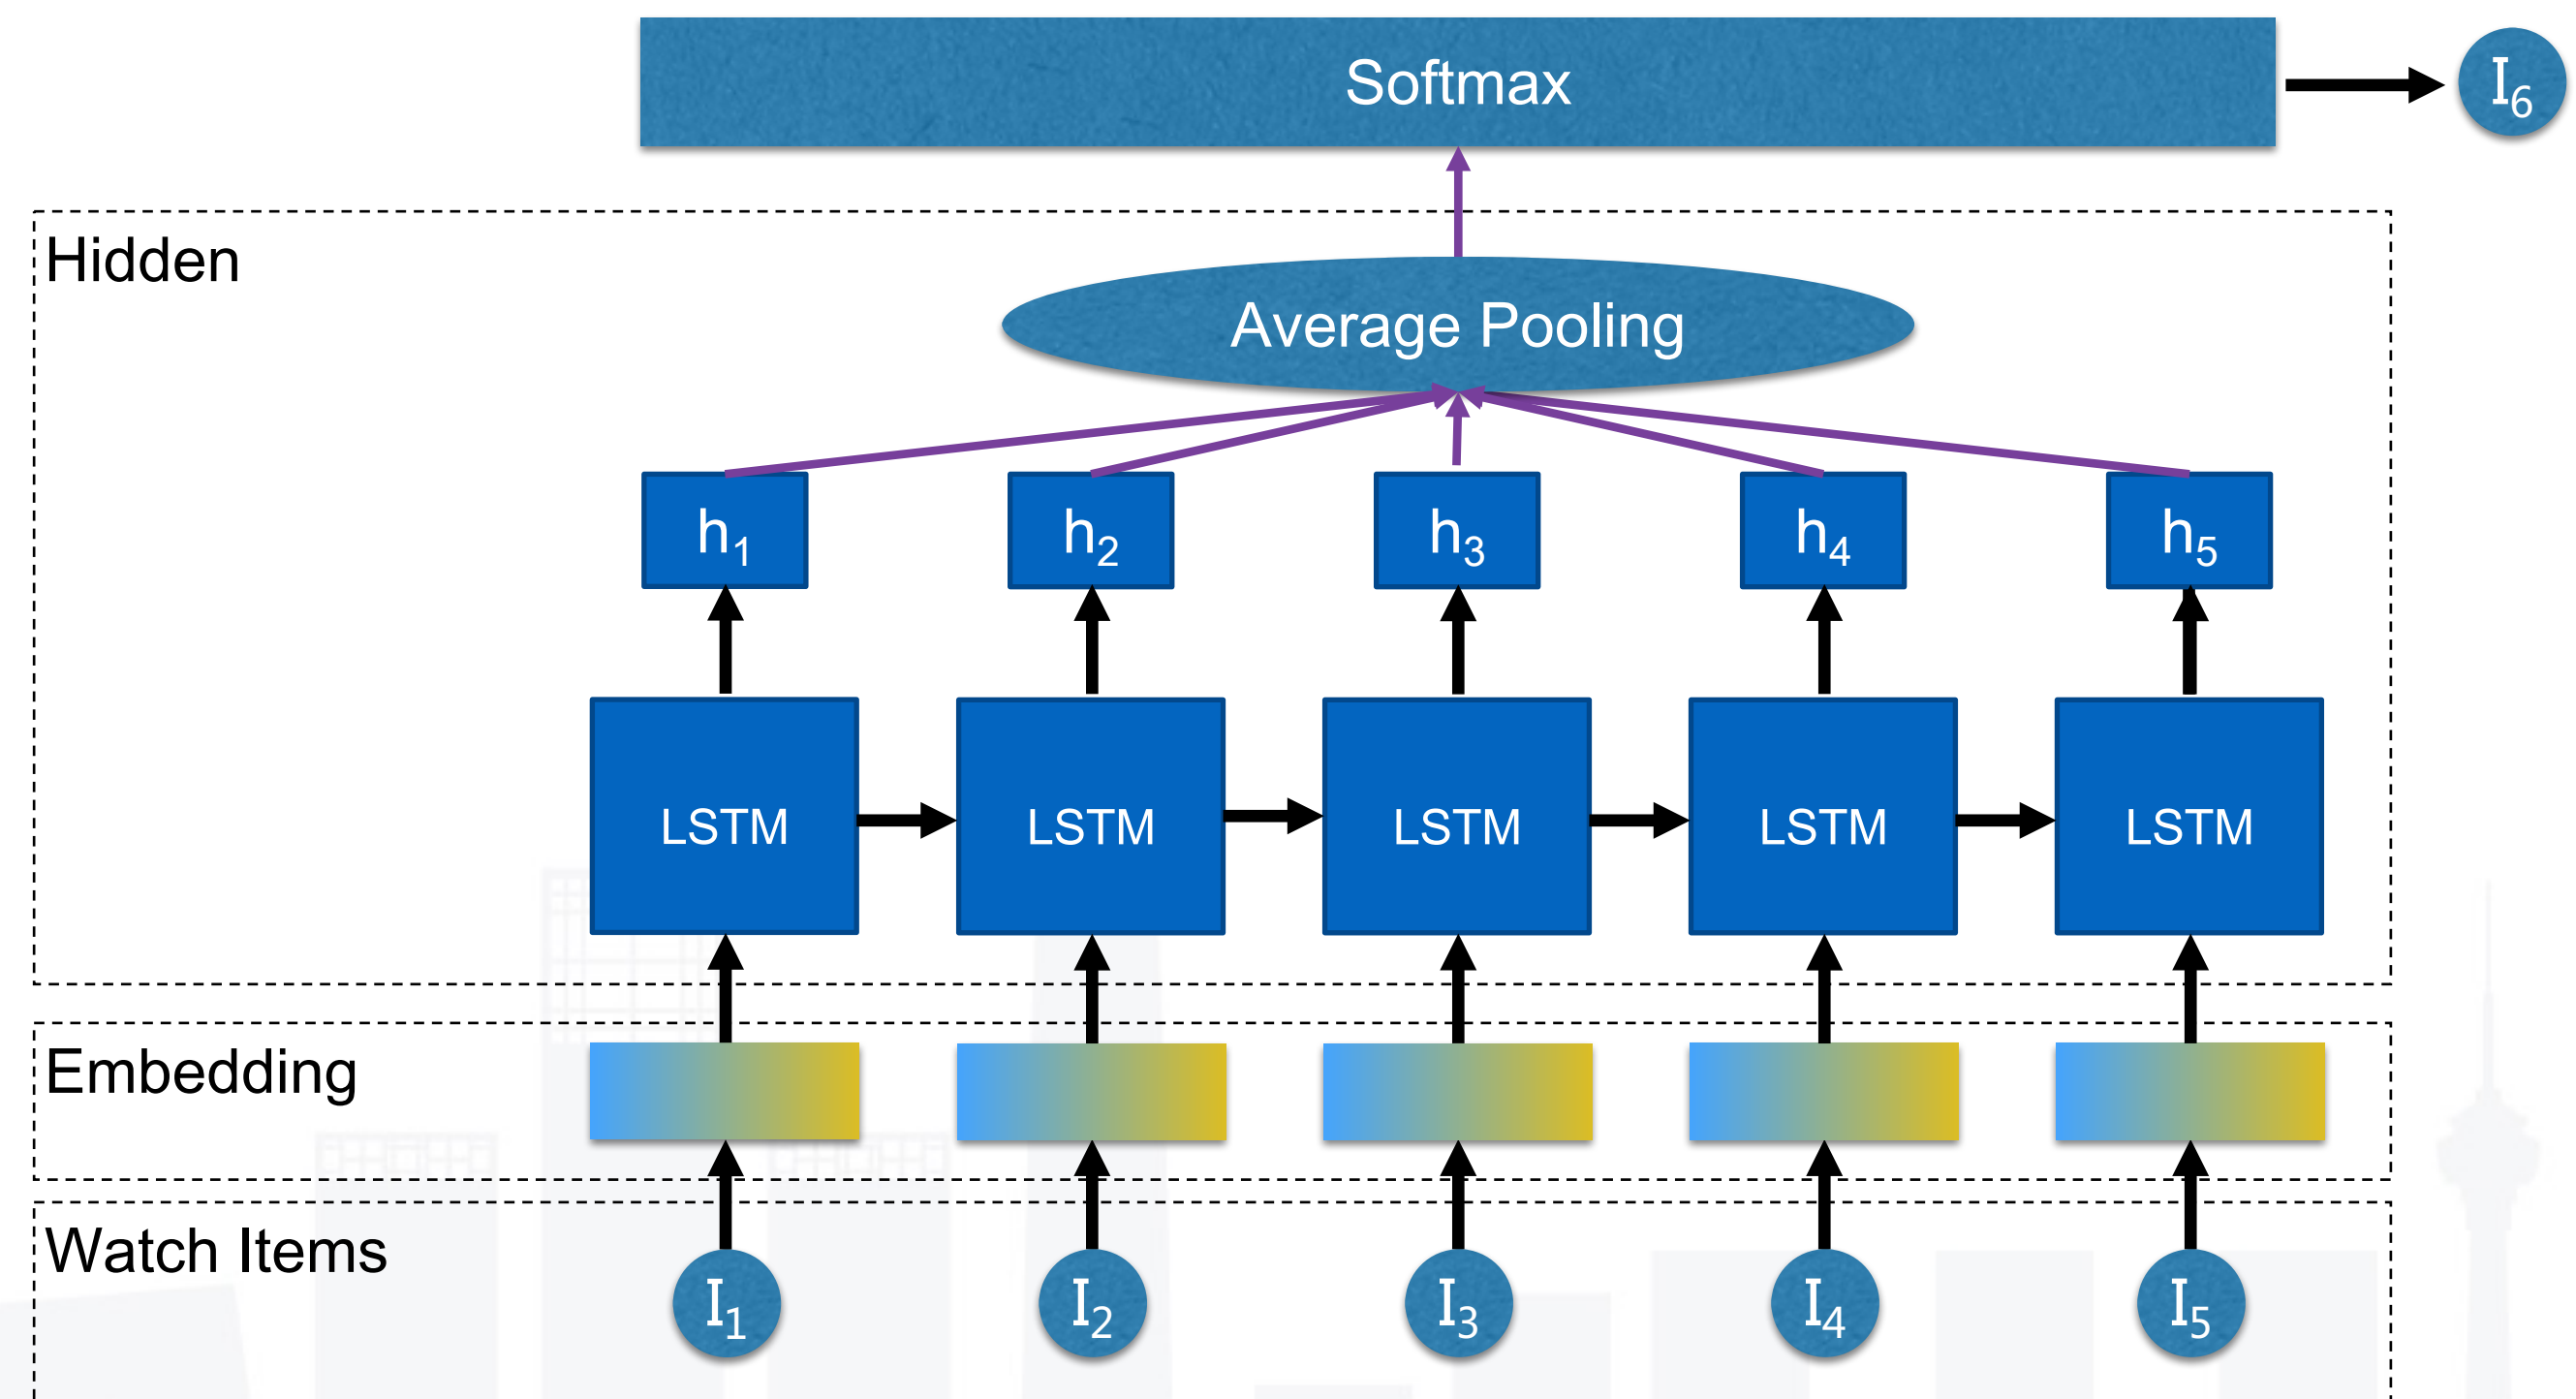 Softmax
I₆
Hidden
Average Pooling
h₁ h₂ h₃ h₄ h₅
LSTM LSTM LSTM LSTM LSTM
Embedding
Watch Items
I₁ I₂ I₃ I₄ I₅